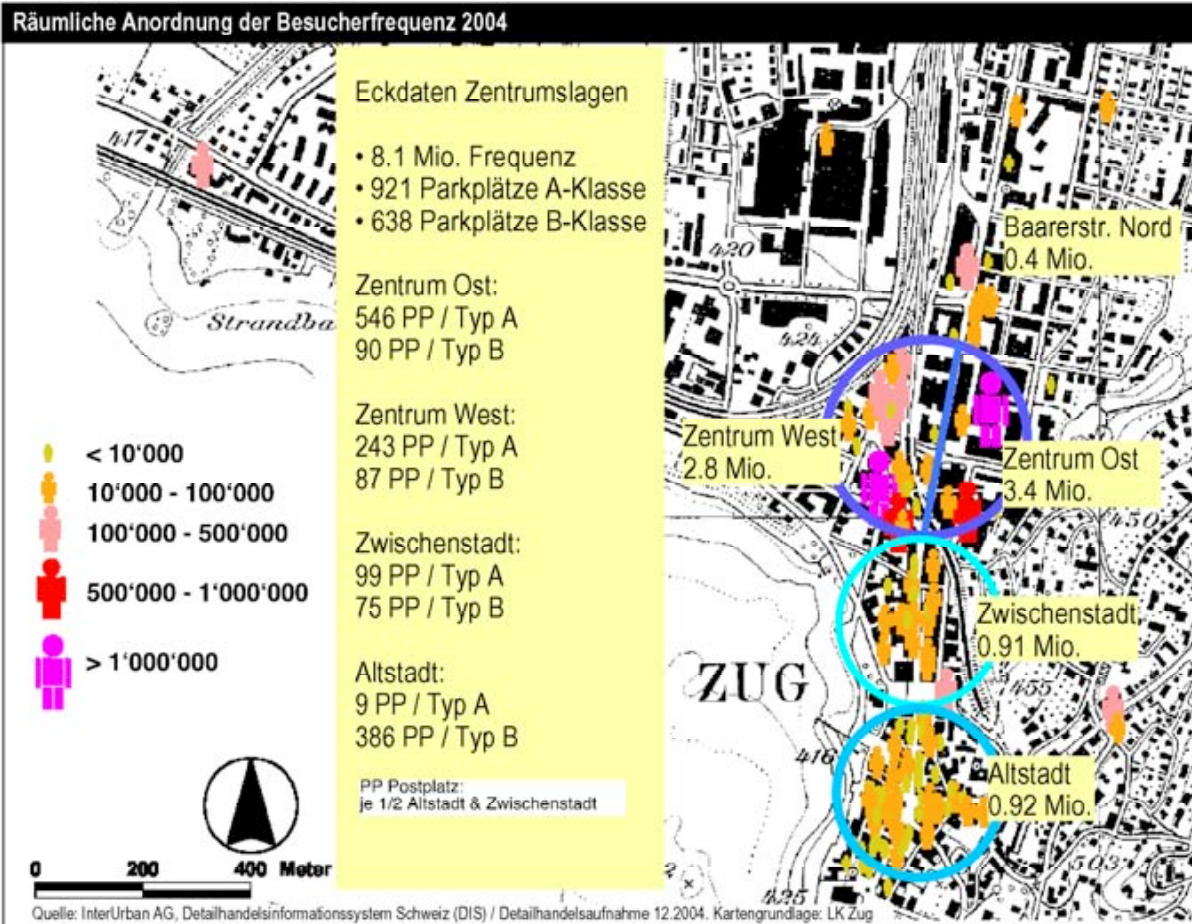 Räumliche Anordnung der Besucherfrequenz 2004
Eckdaten Zentrumslagen
• 8.1 Mio. Frequenz
• 921 Parkplätze A-Klasse
• 638 Parkplätze B-Klasse
Zentrum Ost:
546 PP / Typ A
90 PP / Typ B
Zentrum West:
243 PP / Typ A
87 PP / Typ B
Zwischenstadt:
99 PP / Typ A
75 PP / Typ B
Altstadt:
9 PP / Typ A
386 PP / Typ B
PP Postplatz:
je 1/2 Altstadt & Zwischenstadt
417
Strandba
< 10'000
10'000 - 100'000
100'000 - 500'000
500'000 - 1'000'000
> 1'000'000
0 200 400 Meter
420
424
Baarerstr. Nord
0.4 Mio.
Zentrum West
2.8 Mio.
Zentrum Ost
3.4 Mio.
450
Zwischenstadt
0.91 Mio.
ZUG
455
416
Altstadt
0.92 Mio.
503
425
Quelle: InterUrban AG, Detailhandelsinformationssystem Schweiz (DIS) / Detailhandelsaufnahme 12.2004. Kartengrundlage: LK Zug